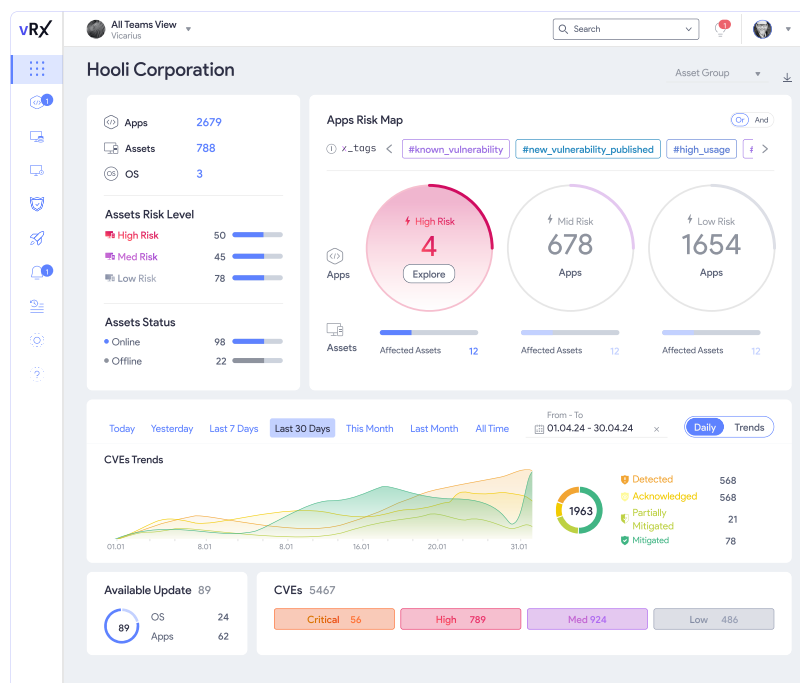 vRX
All Teams View
Vicarius
Search
1
Hooli Corporation
Asset Group
1
1
Apps 2679
Assets 788
OS OS 3
Assets Risk Level
High Risk 50
Med Risk 45
Low Risk 78
Assets Status
Online 98
Offline 22
Apps Risk Map
Or And
x_tags #known_vulnerability #new_vulnerability_published #high_usage #
High Risk
4
Explore
Mid Risk
678
Apps
Low Risk
1654
Apps
Apps
Assets
Affected Assets 12
Affected Assets 12
Affected Assets 12
Today Yesterday Last 7 Days Last 30 Days This Month Last Month All Time
From - To
01.04.24 - 30.04.24 ×
Daily Trends
CVEs Trends
01.01 8.01 8.01 16.01 20.01 31.01
1963
Detected 568
Acknowledged 568
Partially Mitigated 21
Mitigated 78
Available Update 89
89
OS 24
Apps 62
CVEs 5467
Critical 56
High 789
Med 924
Low 486